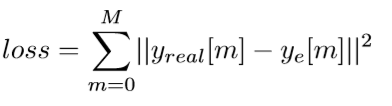 loss = \sum_{m=0}^{M} ||y_{real}[m] - y_e[m]||^2